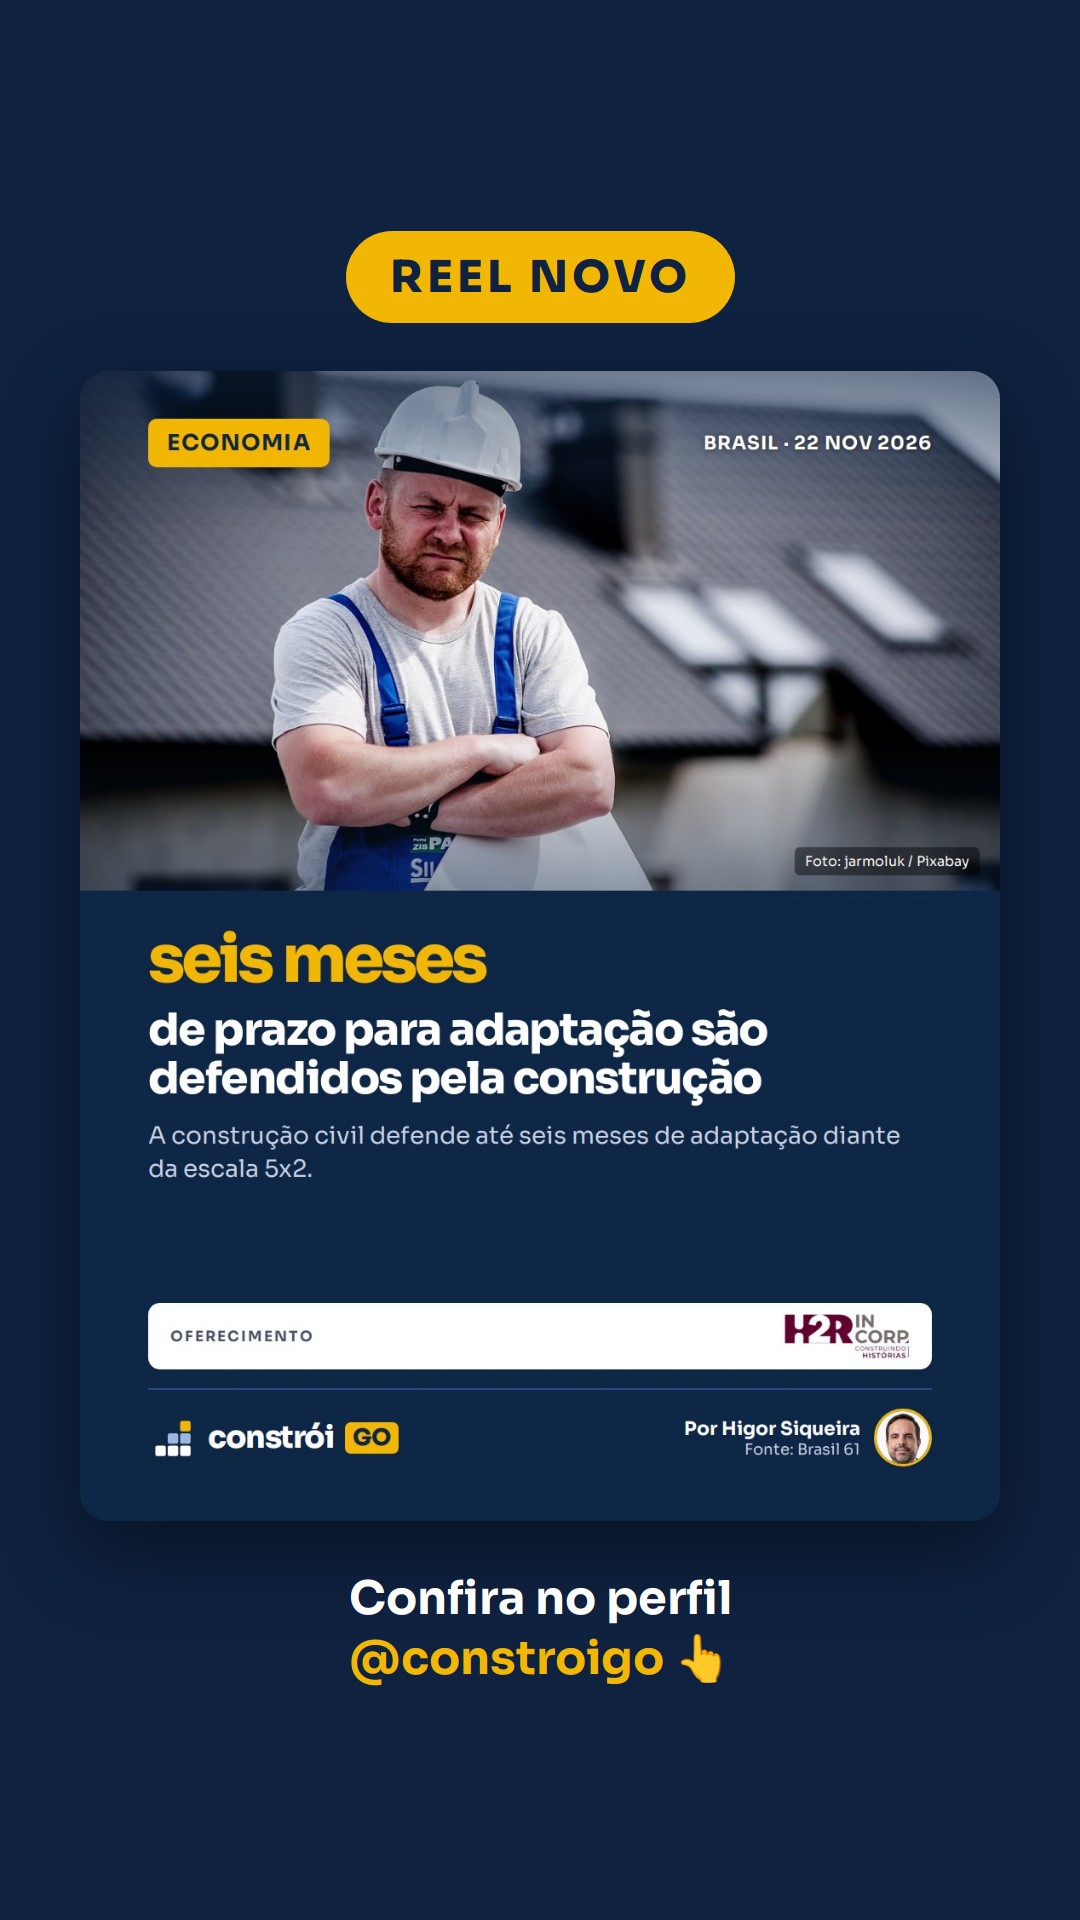 REEL NOVO
ECONOMIA
BRASIL · 22 NOV 2026
Foto: jarmoluk / Pixabay
seis meses
de prazo para adaptação são
defendidos pela construção
A construção civil defende até seis meses de adaptação diante
da escala 5x2.
OFERECIMENTO
H2R IN
CORP.
CONSTRUINDO
HISTÓRIAS
constrói GO
Por Higor Siqueira
Fonte: Brasil 61
Confira no perfil
@constroigo 👆